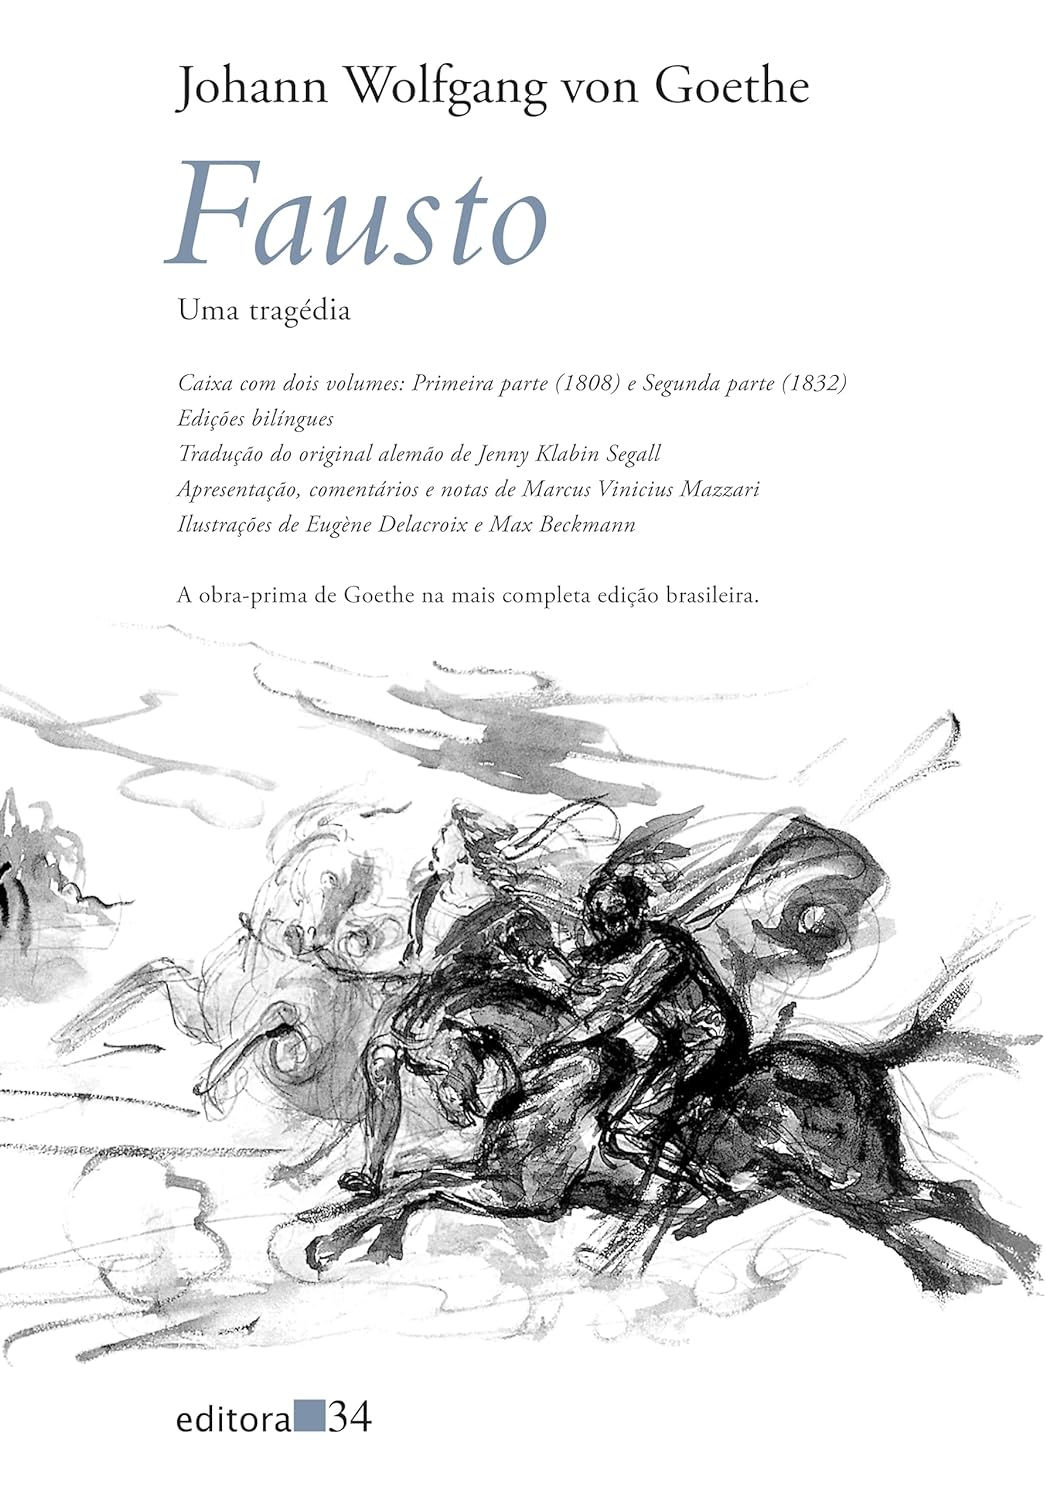 Johann Wolfgang von Goethe
Fausto
Uma tragédia
Caixa com dois volumes: Primeira parte (1808) e Segunda parte (1832)
Edições bilíngues
Tradução do original alemão de Jenny Klabin Segall
Apresentação, comentários e notas de Marcus Vinicius Mazzari
Ilustrações de Eugène Delacroix e Max Beckmann
A obra-prima de Goethe na mais completa edição brasileira.
editora 34